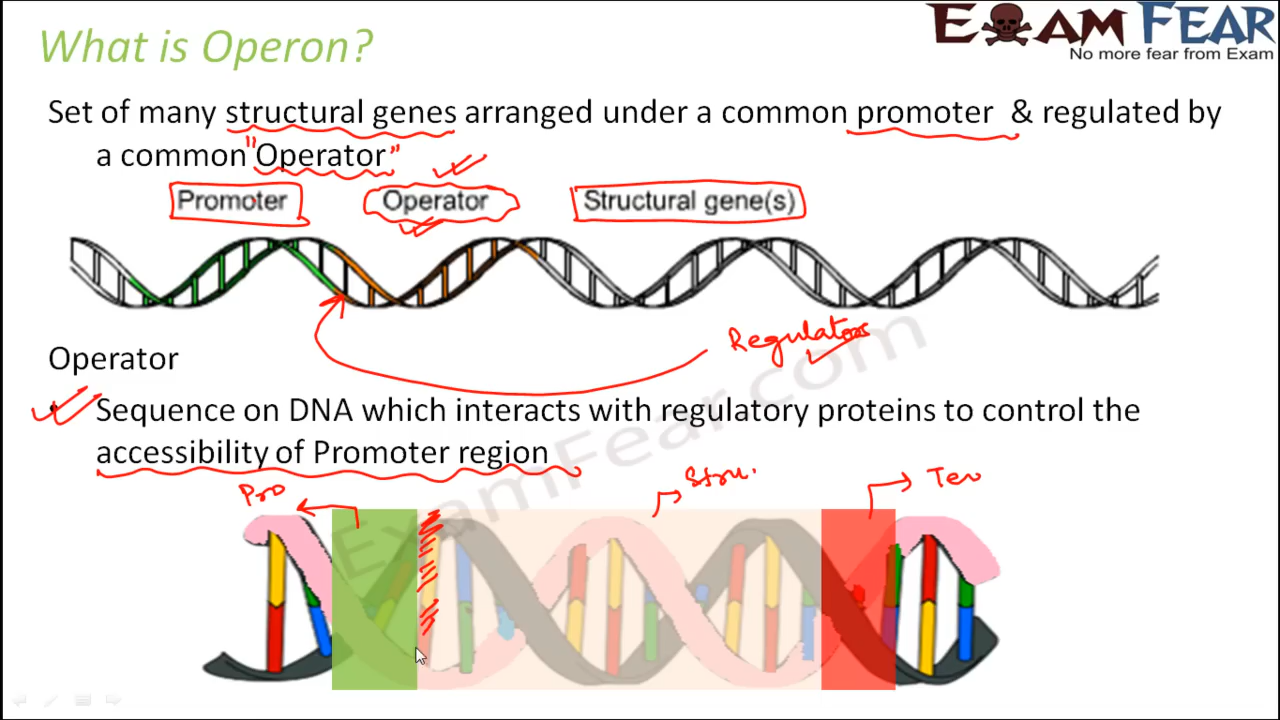 What is Operon?
EXAM FEAR
No more fear from Exam
Set of many structural genes arranged under a common promoter & regulated by
a common "Operator"
Promoter Operator Structural gene(s)
Regulators
Operator
• Sequence on DNA which interacts with regulatory proteins to control the
accessibility of Promoter region
Pro Stru. Ter
ExamFear.com